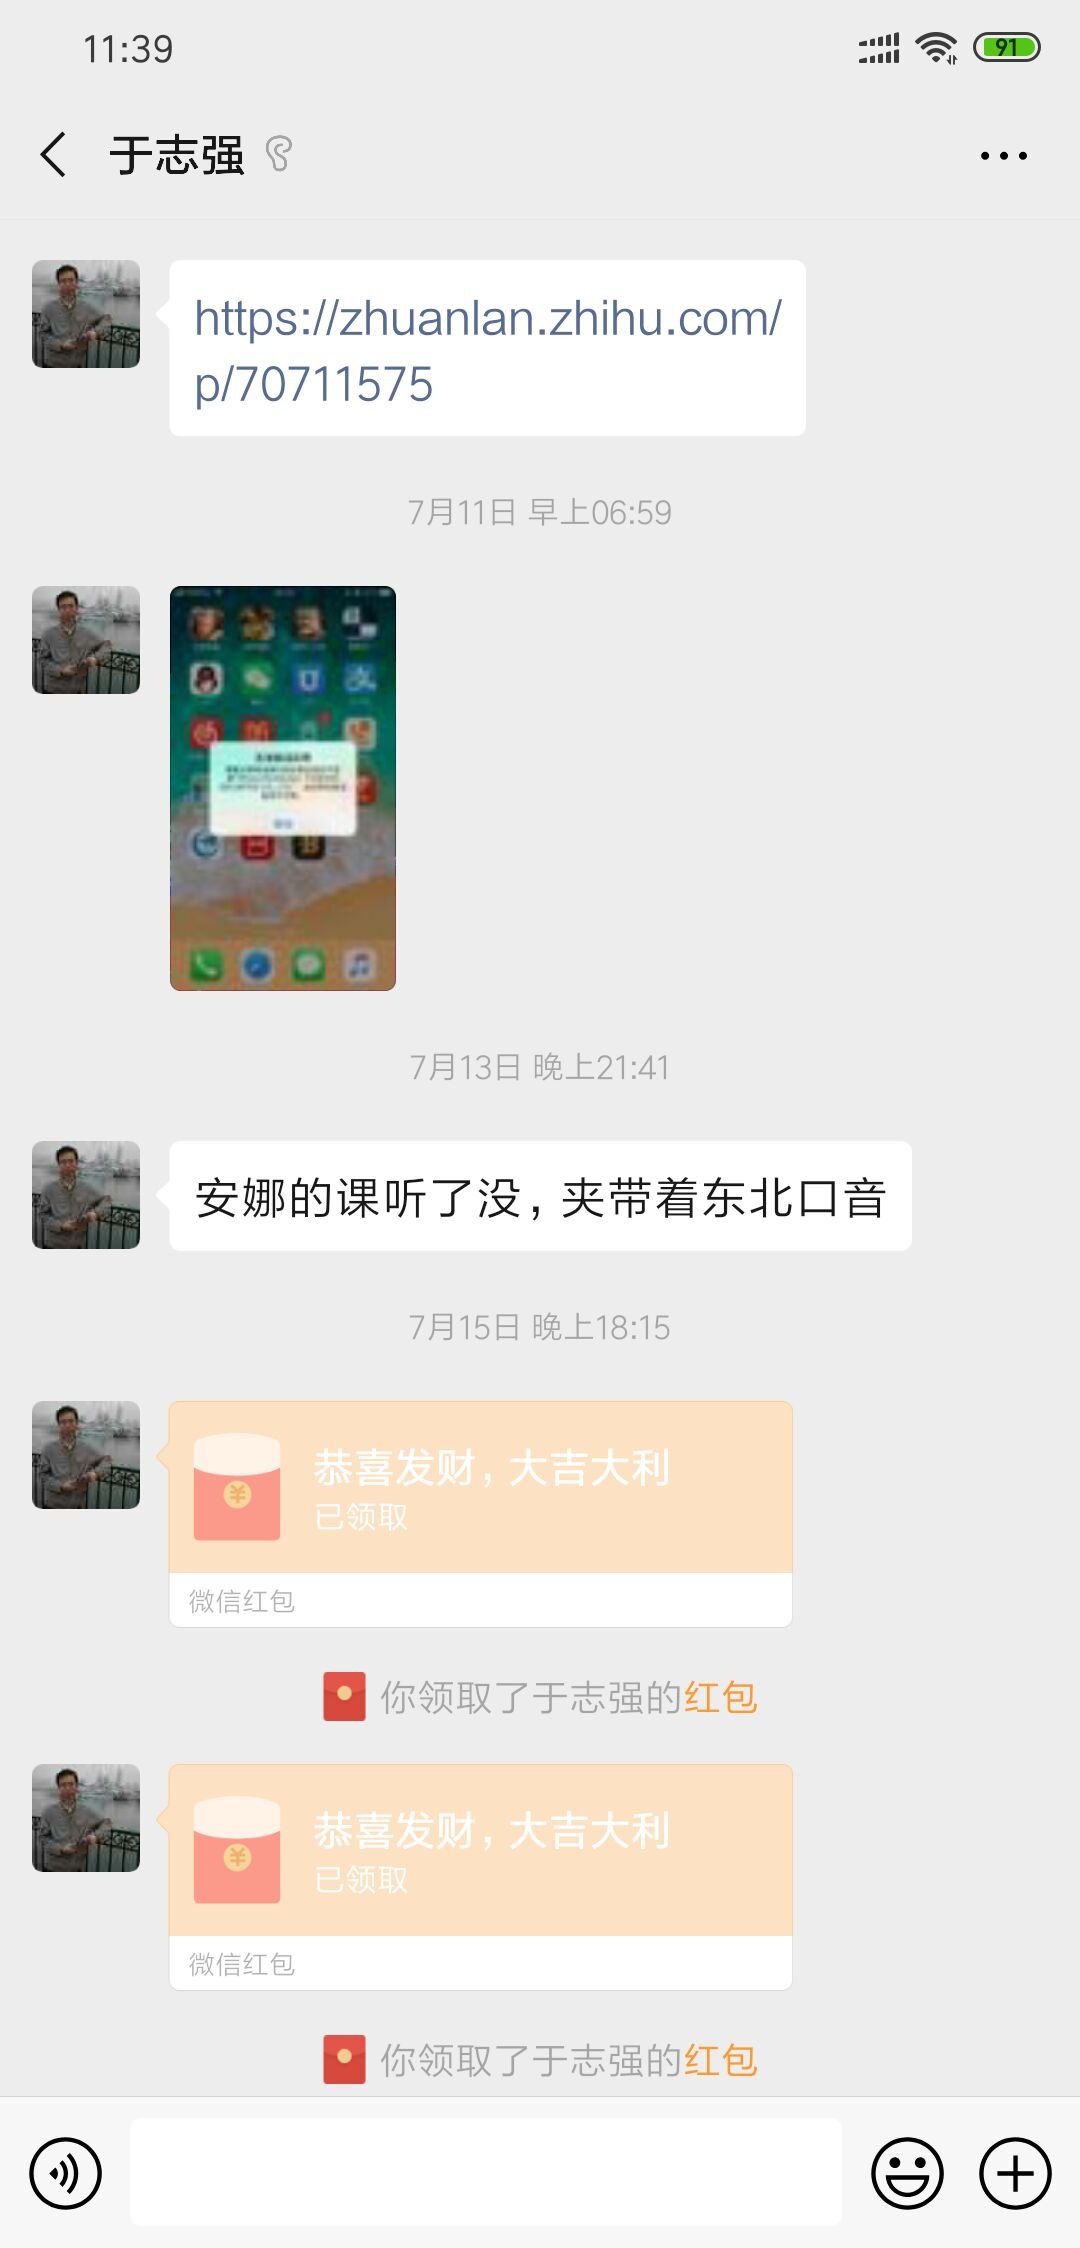 11:39
91
于志强
https://zhuanlan.zhihu.com/
p/70711575
7月11日 早上06:59
7月13日 晚上21:41
安娜的课听了没，夹带着东北口音
7月15日 晚上18:15
恭喜发财，大吉大利
已领取
微信红包
你领取了于志强的红包
恭喜发财，大吉大利
已领取
微信红包
你领取了于志强的红包